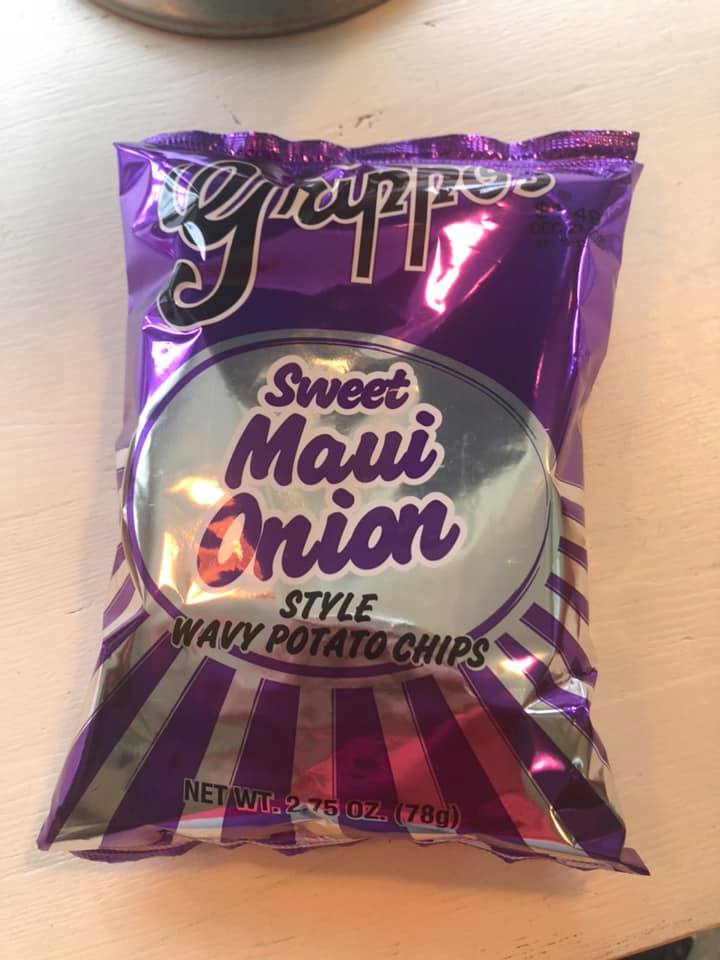 Grippo's
Sweet
Maui
Onion
STYLE
WAVY POTATO CHIPS
NET WT. 2.75 OZ. (78g)